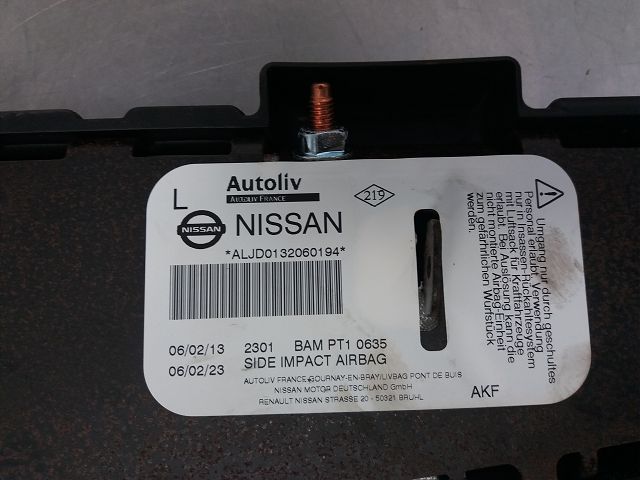 L
Autoliv
AUTOLIV FRANCE
219
NISSAN
NISSAN
*ALJD0132060194*
06/02/13 2301 BAM PT1 0635
06/02/23 SIDE IMPACT AIRBAG
AUTOLIV FRANCE,GOURNAY-EN-BRAY/LIVBAG PONT DE BUIS
NISSAN MOTOR DEUTSCHLAND GmbH
RENAULT NISSAN STRASSE 20 - 50321 BRUHL
AKF
Umgang nur durch geschultes
Personal erlaubt. Verwendung
nur in Insassen-Rückhaltesystem
mit Luftsack für Kraftfahrzeuge
erlaubt. Bei Auslösung kann die
nicht montierte Airbag-Einheit
zum gefährlichen Wurfstück
werden.